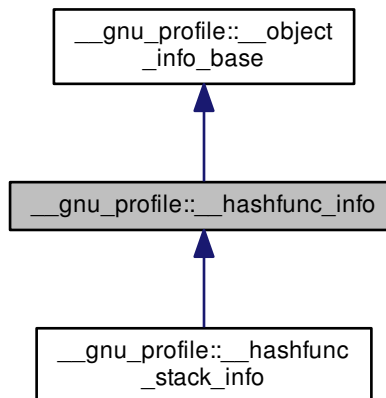 __gnu_profile::__object
_info_base
__gnu_profile::__hashfunc_info
__gnu_profile::__hashfunc
_stack_info